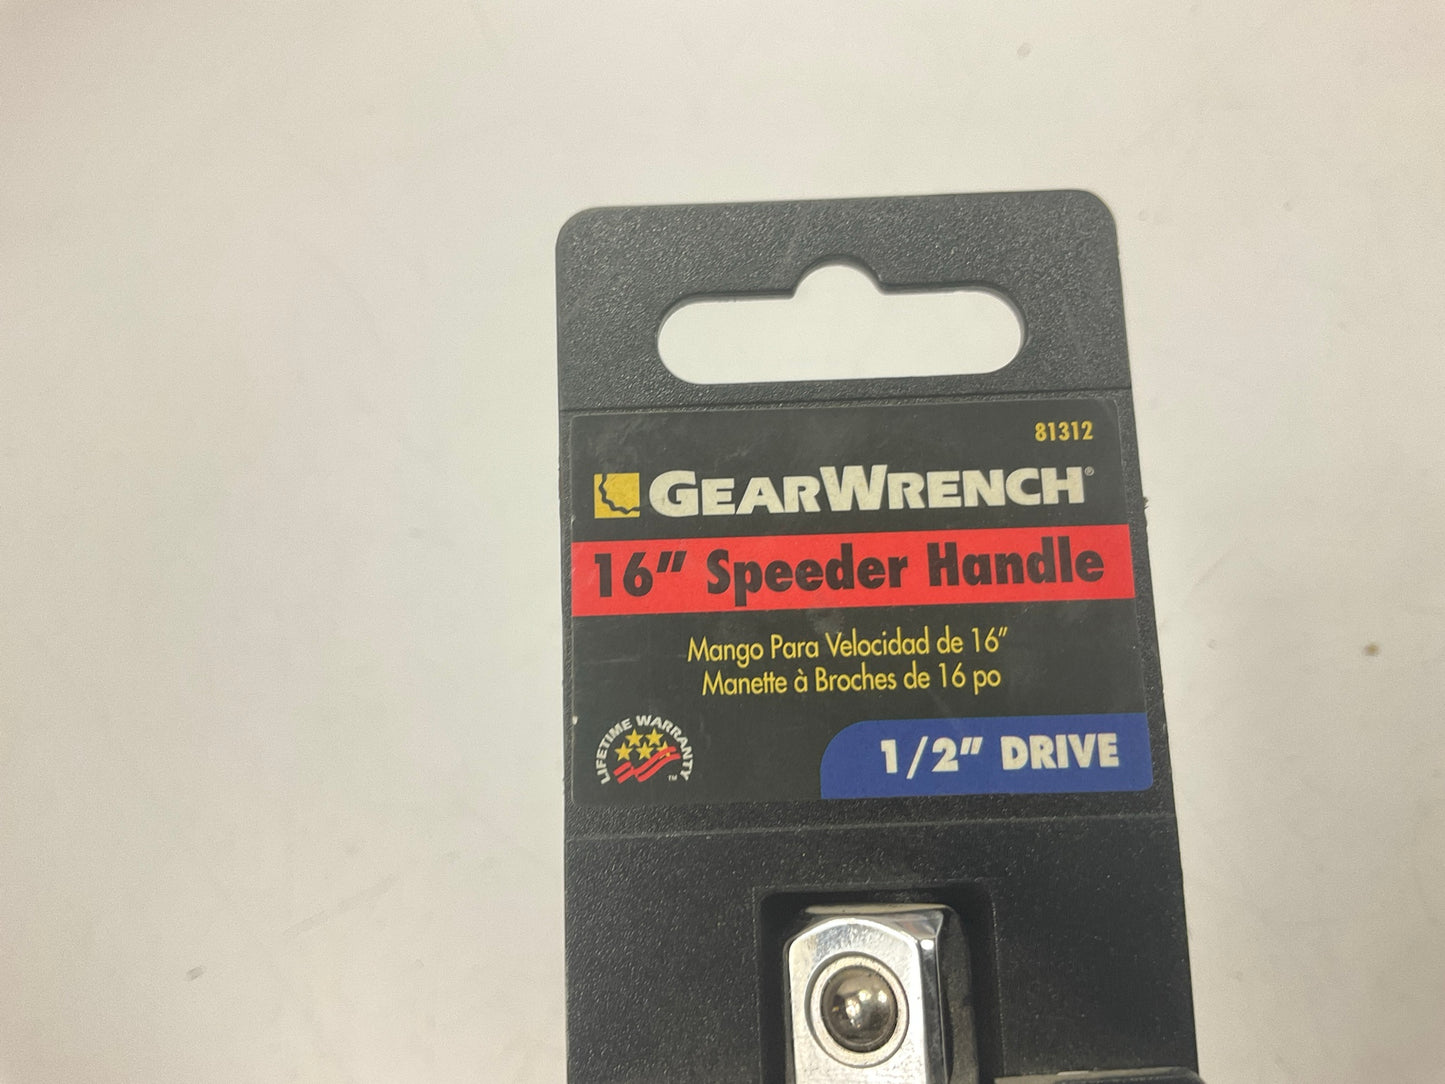 81312
GEARWRENCH®
16" Speeder Handle
Mango Para Velocidad de 16"
Manette à Broches de 16 po
LIFETIME WARRANTY™
1/2" DRIVE